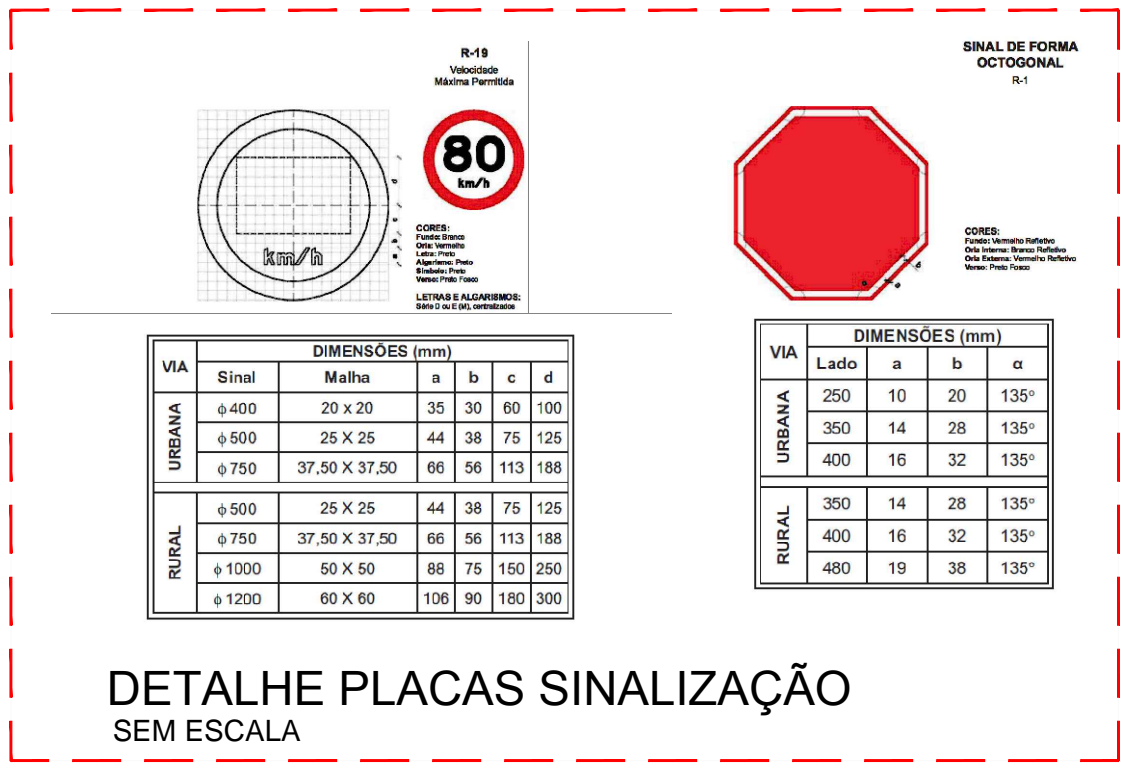 R-19
Velocidade
Máxima Permitida
80
km/h
km/h
CORES:
Fundo: Branco
Orla: Vermelho
Letra: Preto
Algarismo: Preto
Símbolo: Preto
Verso: Preto Fosco
LETRAS E ALGARISMOS:
Série D ou E (M), centralizados
VIA DIMENSÕES (mm)
Sinal Malha a b c d
URBANA
ϕ 400 20 x 20 35 30 60 100
ϕ 500 25 X 25 44 38 75 125
ϕ 750 37,50 X 37,50 66 56 113 188
RURAL
ϕ 500 25 X 25 44 38 75 125
ϕ 750 37,50 X 37,50 66 56 113 188
ϕ 1000 50 X 50 88 75 150 250
ϕ 1200 60 X 60 106 90 180 300
SINAL DE FORMA
OCTOGONAL
R-1
CORES:
Fundo: Vermelho Refletivo
Orla Interna: Branco Refletivo
Orla Externa: Vermelho Refletivo
Verso: Preto Fosco
VIA DIMENSÕES (mm)
Lado a b α
URBANA
250 10 20 135°
350 14 28 135°
400 16 32 135°
RURAL
350 14 28 135°
400 16 32 135°
480 19 38 135°
DETALHE PLACAS SINALIZAÇÃO
SEM ESCALA